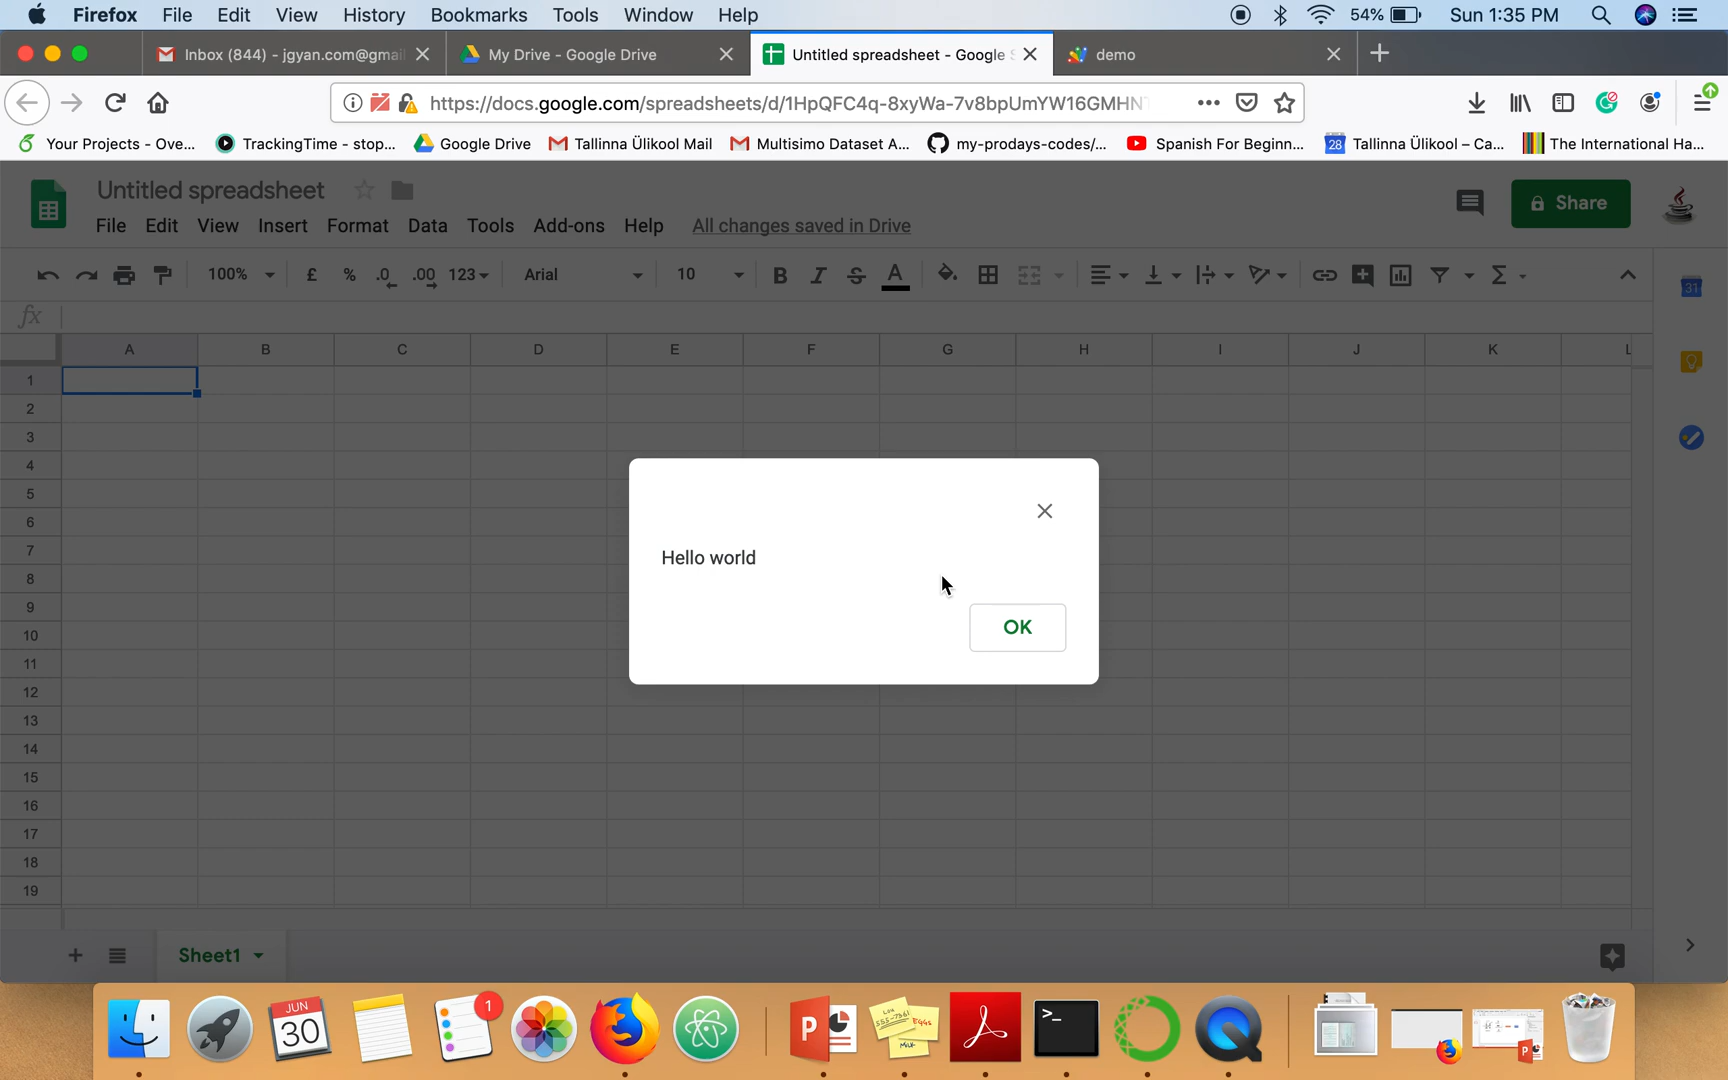 Firefox File Edit View History Bookmarks Tools Window Help 54% Sun 1:35 PM
Inbox (844) - jgyan.com@gmai My Drive - Google Drive Untitled spreadsheet - Google S demo
https://docs.google.com/spreadsheets/d/1HpQFC4q-8xyWa-7v8bpUmYW16GMHN
Your Projects - Ove... TrackingTime - stop... Google Drive Tallinna Ülikool Mail Multisimo Dataset A... my-prodays-codes/... Spanish For Beginn... 28 Tallinna Ülikool – Ca... The International Ha...
Untitled spreadsheet
Share
File Edit View Insert Format Data Tools Add-ons Help All changes saved in Drive
100% £ % .0 .00 123 Arial 10 B I S A Σ
31
fx
A B C D E F G H I J K L
1
2
3
4
5
6
7
8
9
10
11
12
13
14
15
16
17
18
19
Hello world
OK
Sheet1
JUN
30
1
P